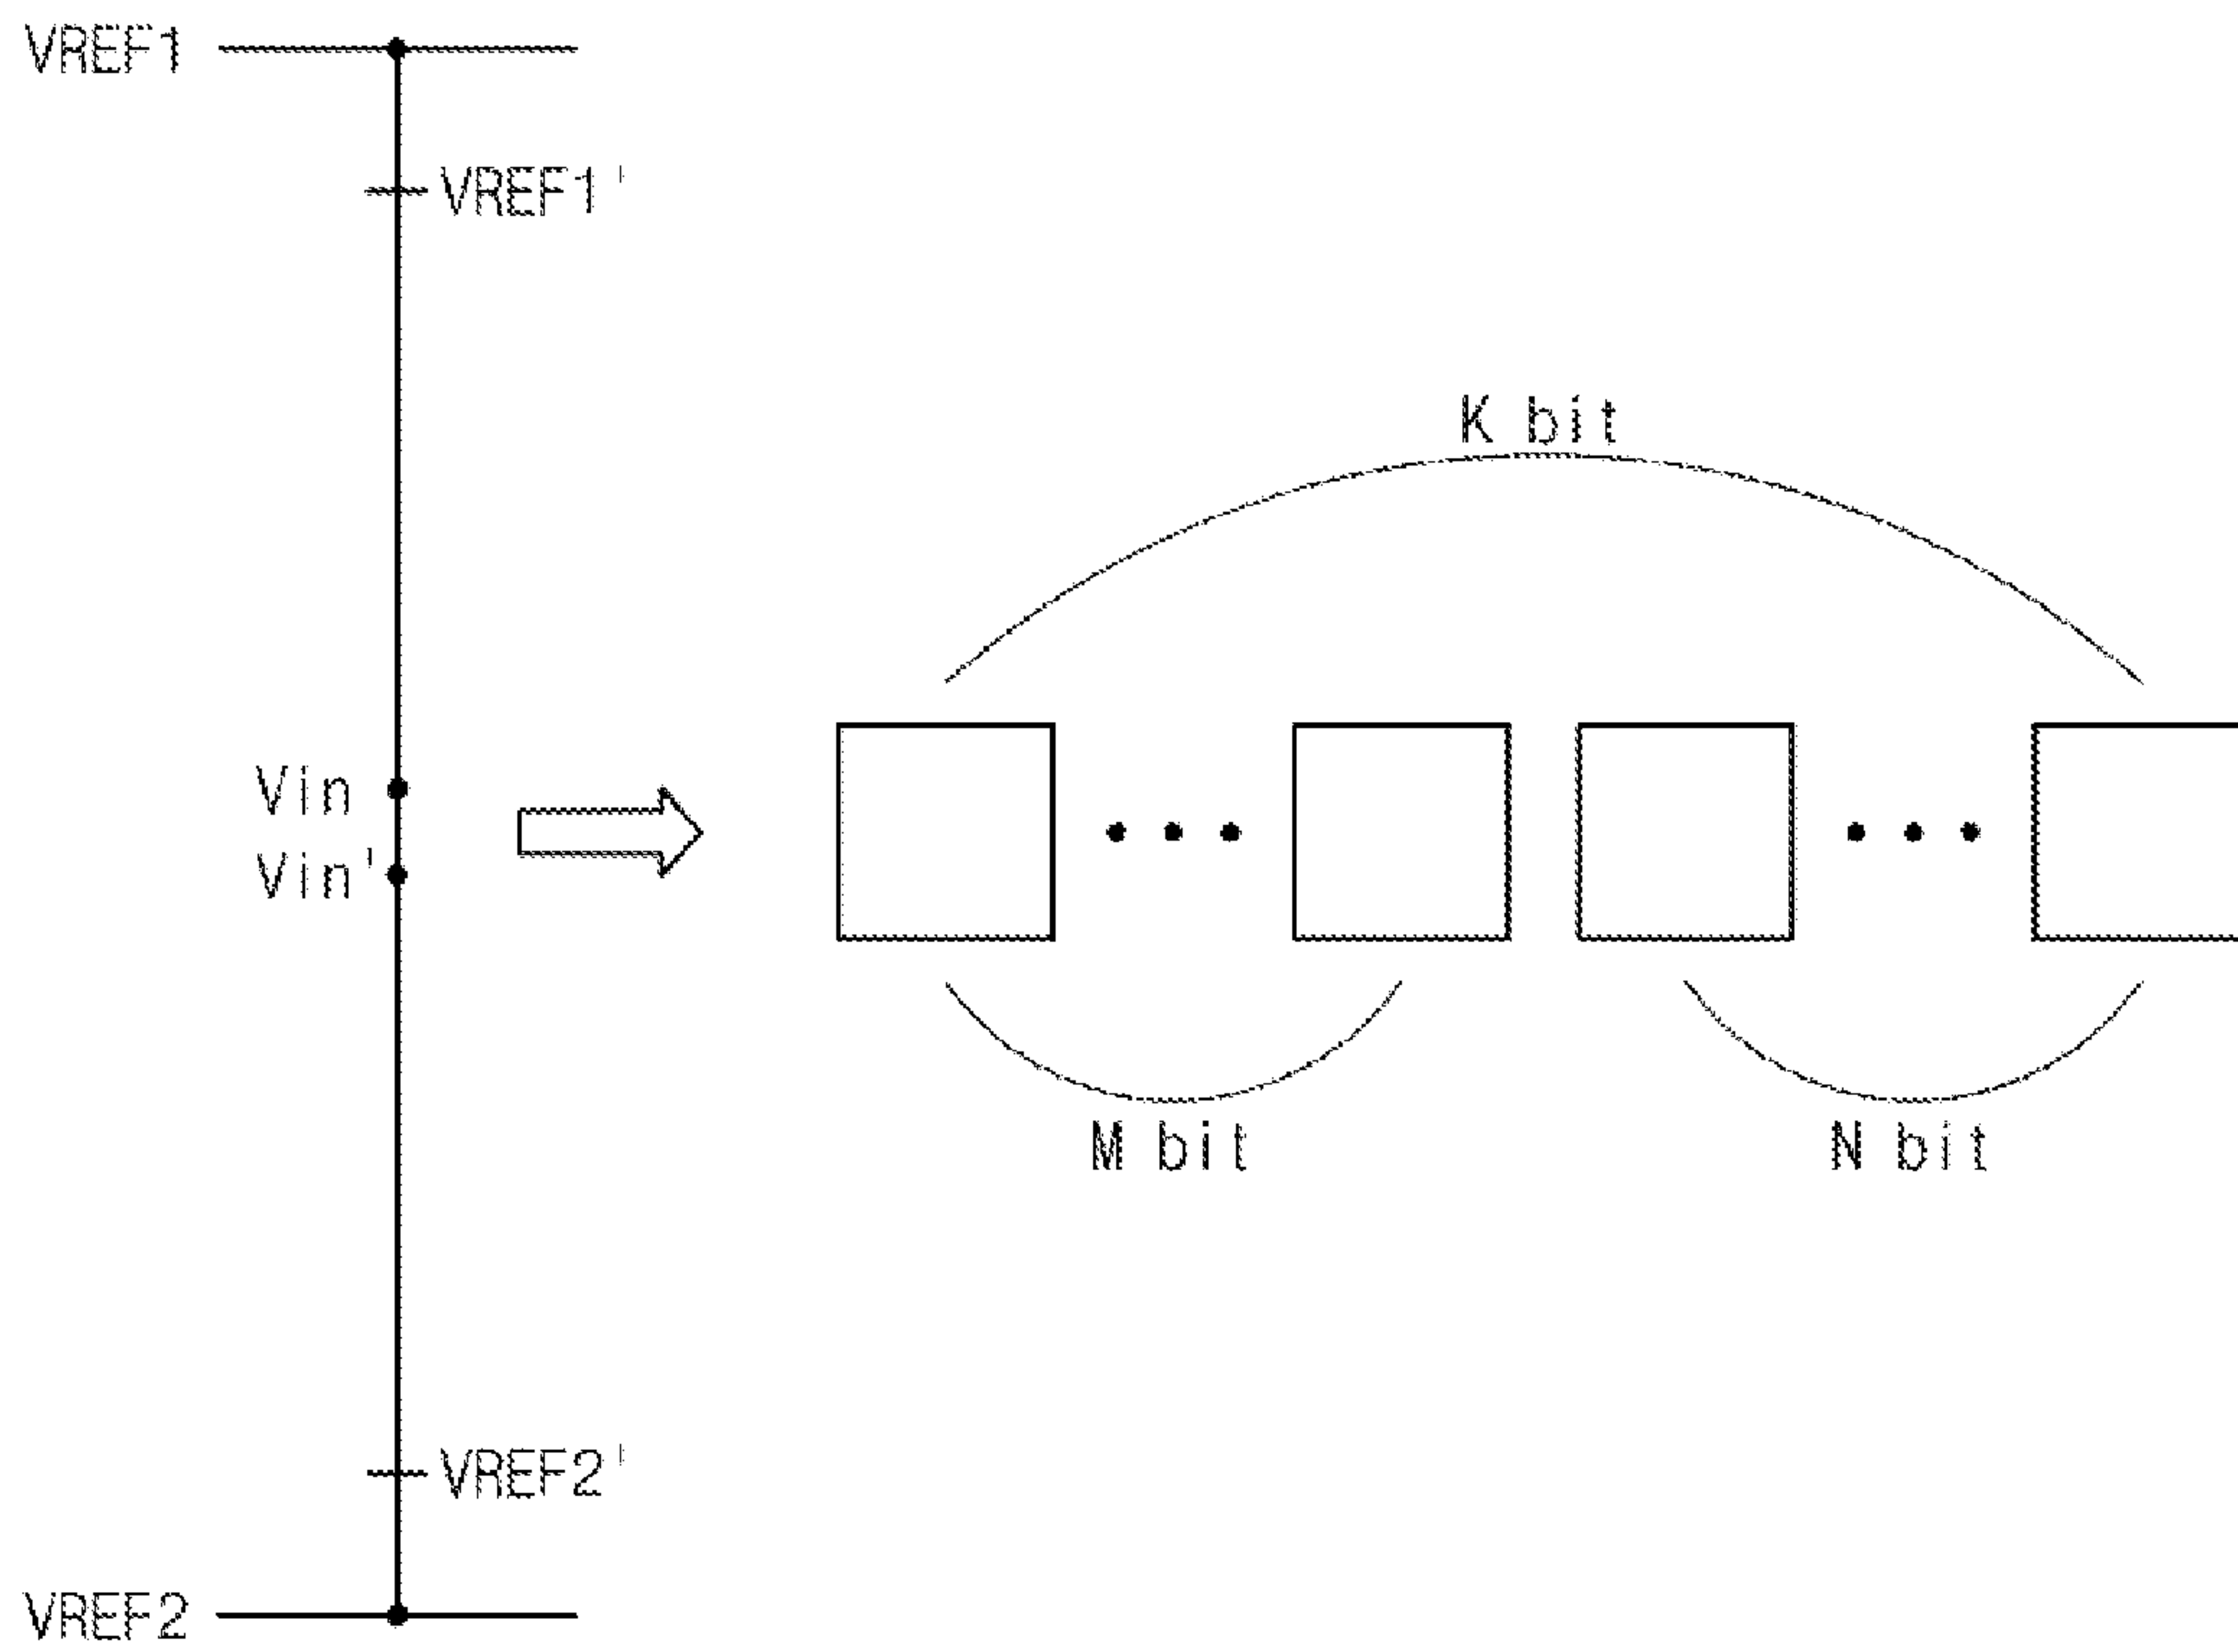 VREF1
VREF1'
K bit
Vin
Vin'
M bit
N bit
VREF2'
VREF2